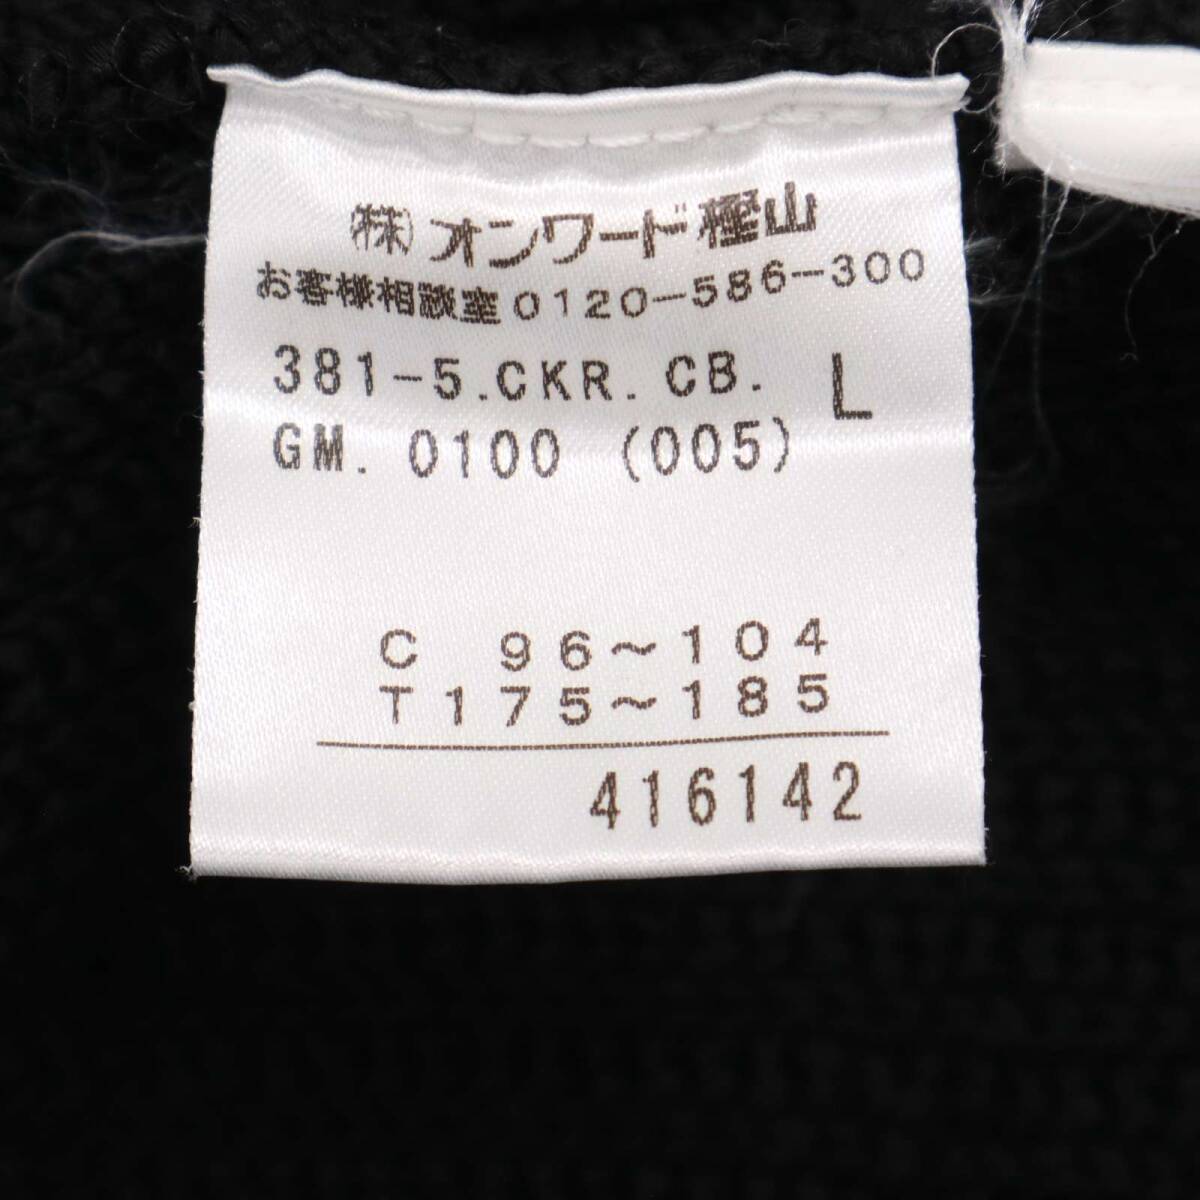 ㈱オンワード樫山
お客様相談室0120-586-300
381-5.CKR.CB. L
GM. 0100 (005)
C 96~104
T175~185
416142